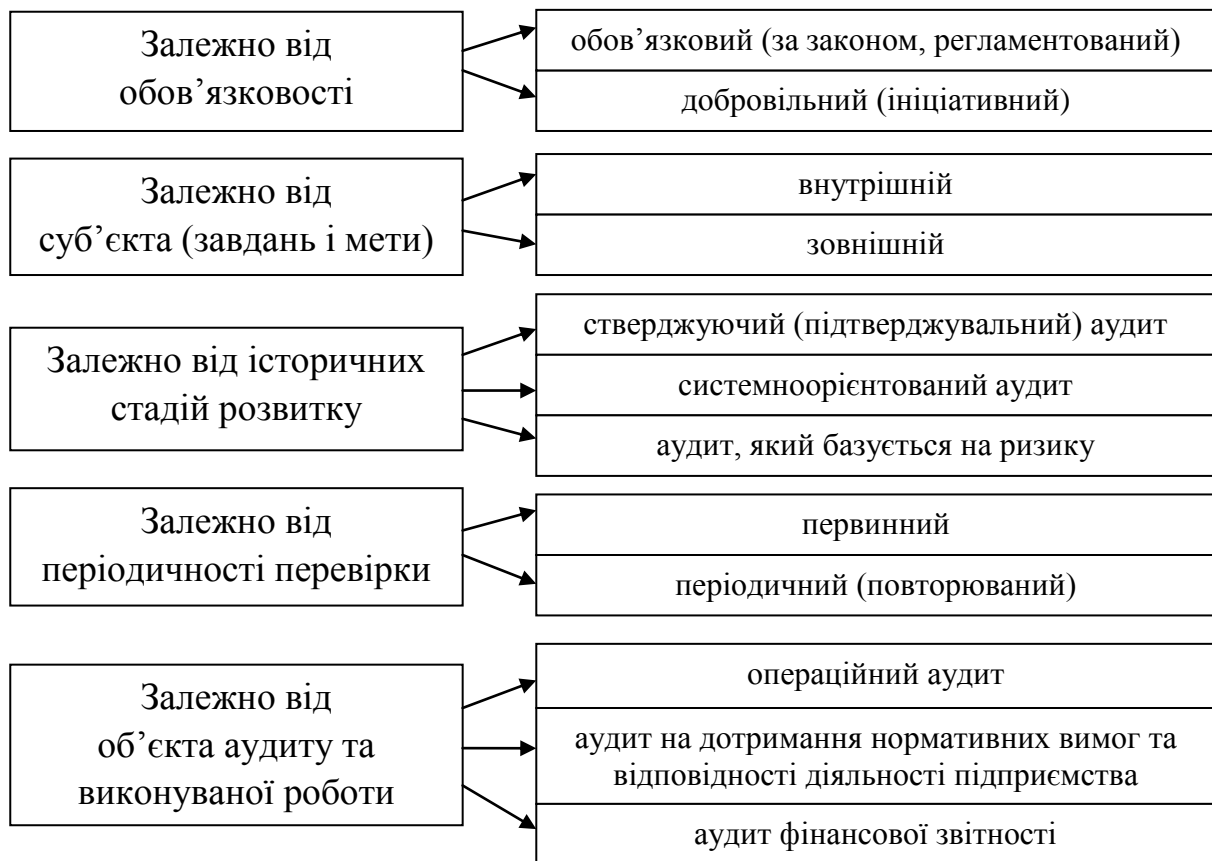 Залежно від
обов’язковості
обов’язковий (за законом, регламентований)
добровільний (ініціативний)
Залежно від
суб’єкта (завдань і мети)
внутрішній
зовнішній
Залежно від історичних
стадій розвитку
стверджуючий (підтверджувальний) аудит
системноорієнтований аудит
аудит, який базується на ризику
Залежно від
періодичності перевірки
первинний
періодичний (повторюваний)
Залежно від
об’єкта аудиту та
виконуваної роботи
операційний аудит
аудит на дотримання нормативних вимог та
відповідності діяльності підприємства
аудит фінансової звітності